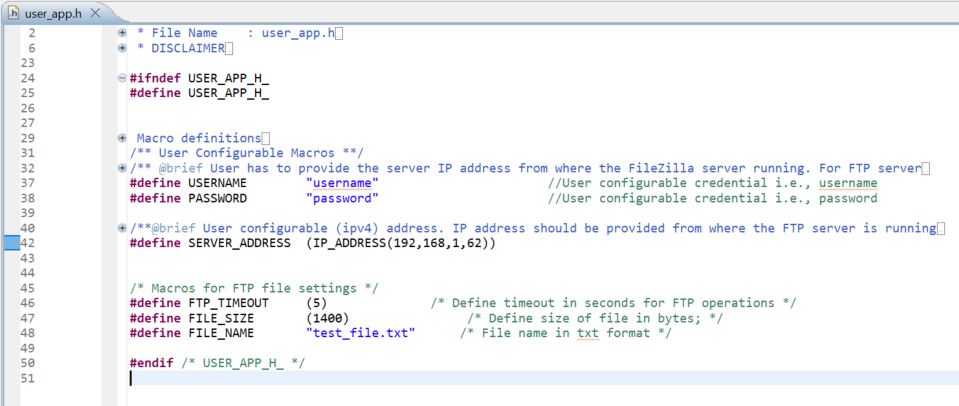 user_app.h
2 * File Name : user_app.h
6 * DISCLAIMER
23
24 #ifndef USER_APP_H_
25 #define USER_APP_H_
26
27
29 Macro definitions
31 /** User Configurable Macros **/
32 /** @brief User has to provide the server IP address from where the FileZilla server running. For FTP server
37 #define USERNAME "username" //User configurable credential i.e., username
38 #define PASSWORD "password" //User configurable credential i.e., password
39
40 /**@brief User configurable (ipv4) address. IP address should be provided from where the FTP server is running
42 #define SERVER_ADDRESS (IP_ADDRESS(192,168,1,62))
43
44
45 /* Macros for FTP file settings */
46 #define FTP_TIMEOUT (5) /* Define timeout in seconds for FTP operations */
47 #define FILE_SIZE (1400) /* Define size of file in bytes; */
48 #define FILE_NAME "test_file.txt" /* File name in txt format */
49
50 #endif /* USER_APP_H_ */
51